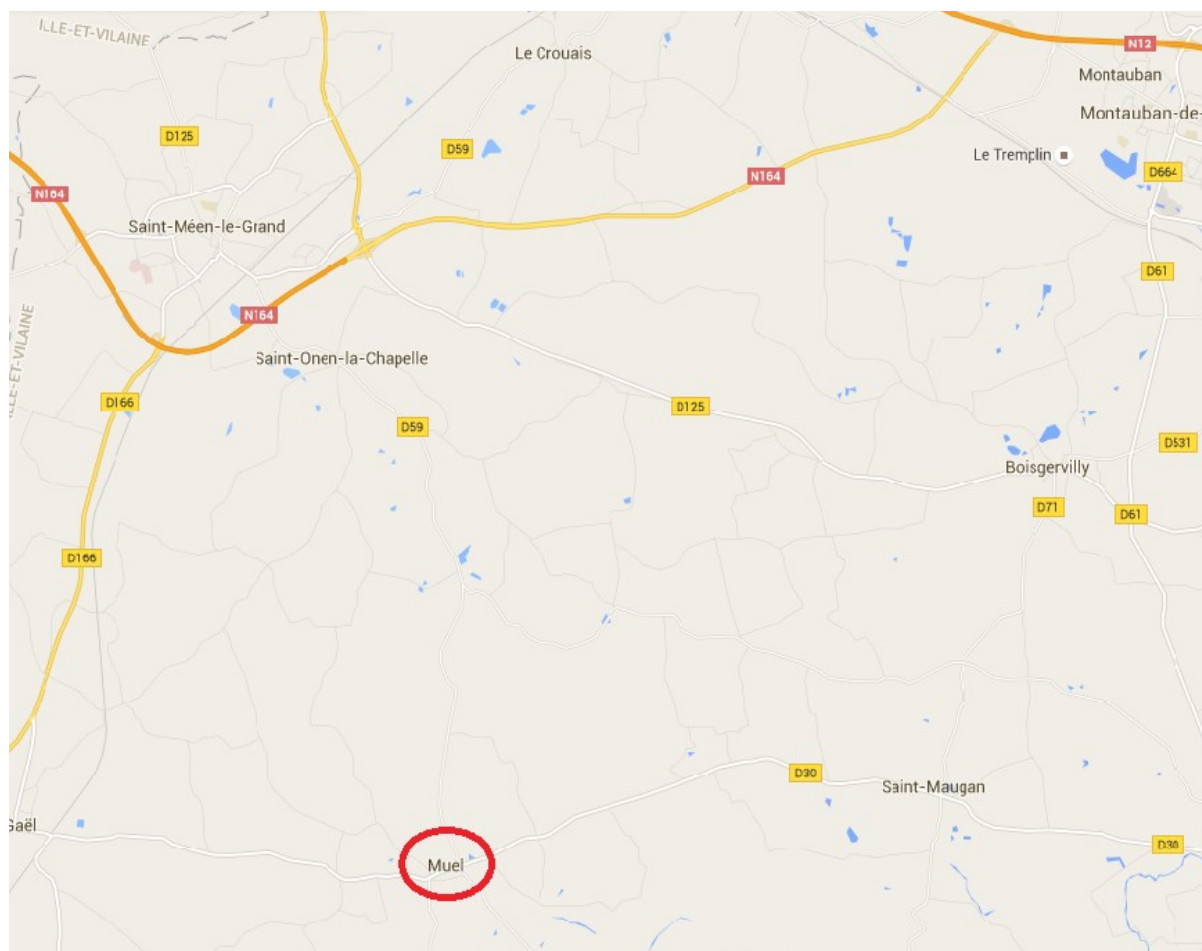 ILLE-ET-VILAINE
Le Crouais
N12
Montauban
Montauban-de-
D125
D59
Le Tremplin
D664
N164
N164
Saint-Méen-le-Grand
D61
N164
ILLE-ET-VILAINE
Saint-Onen-la-Chapelle
D166
D125
D59
D531
Boisgervilly
D71
D61
D166
D30
Saint-Maugan
Gaël
D30
Muel